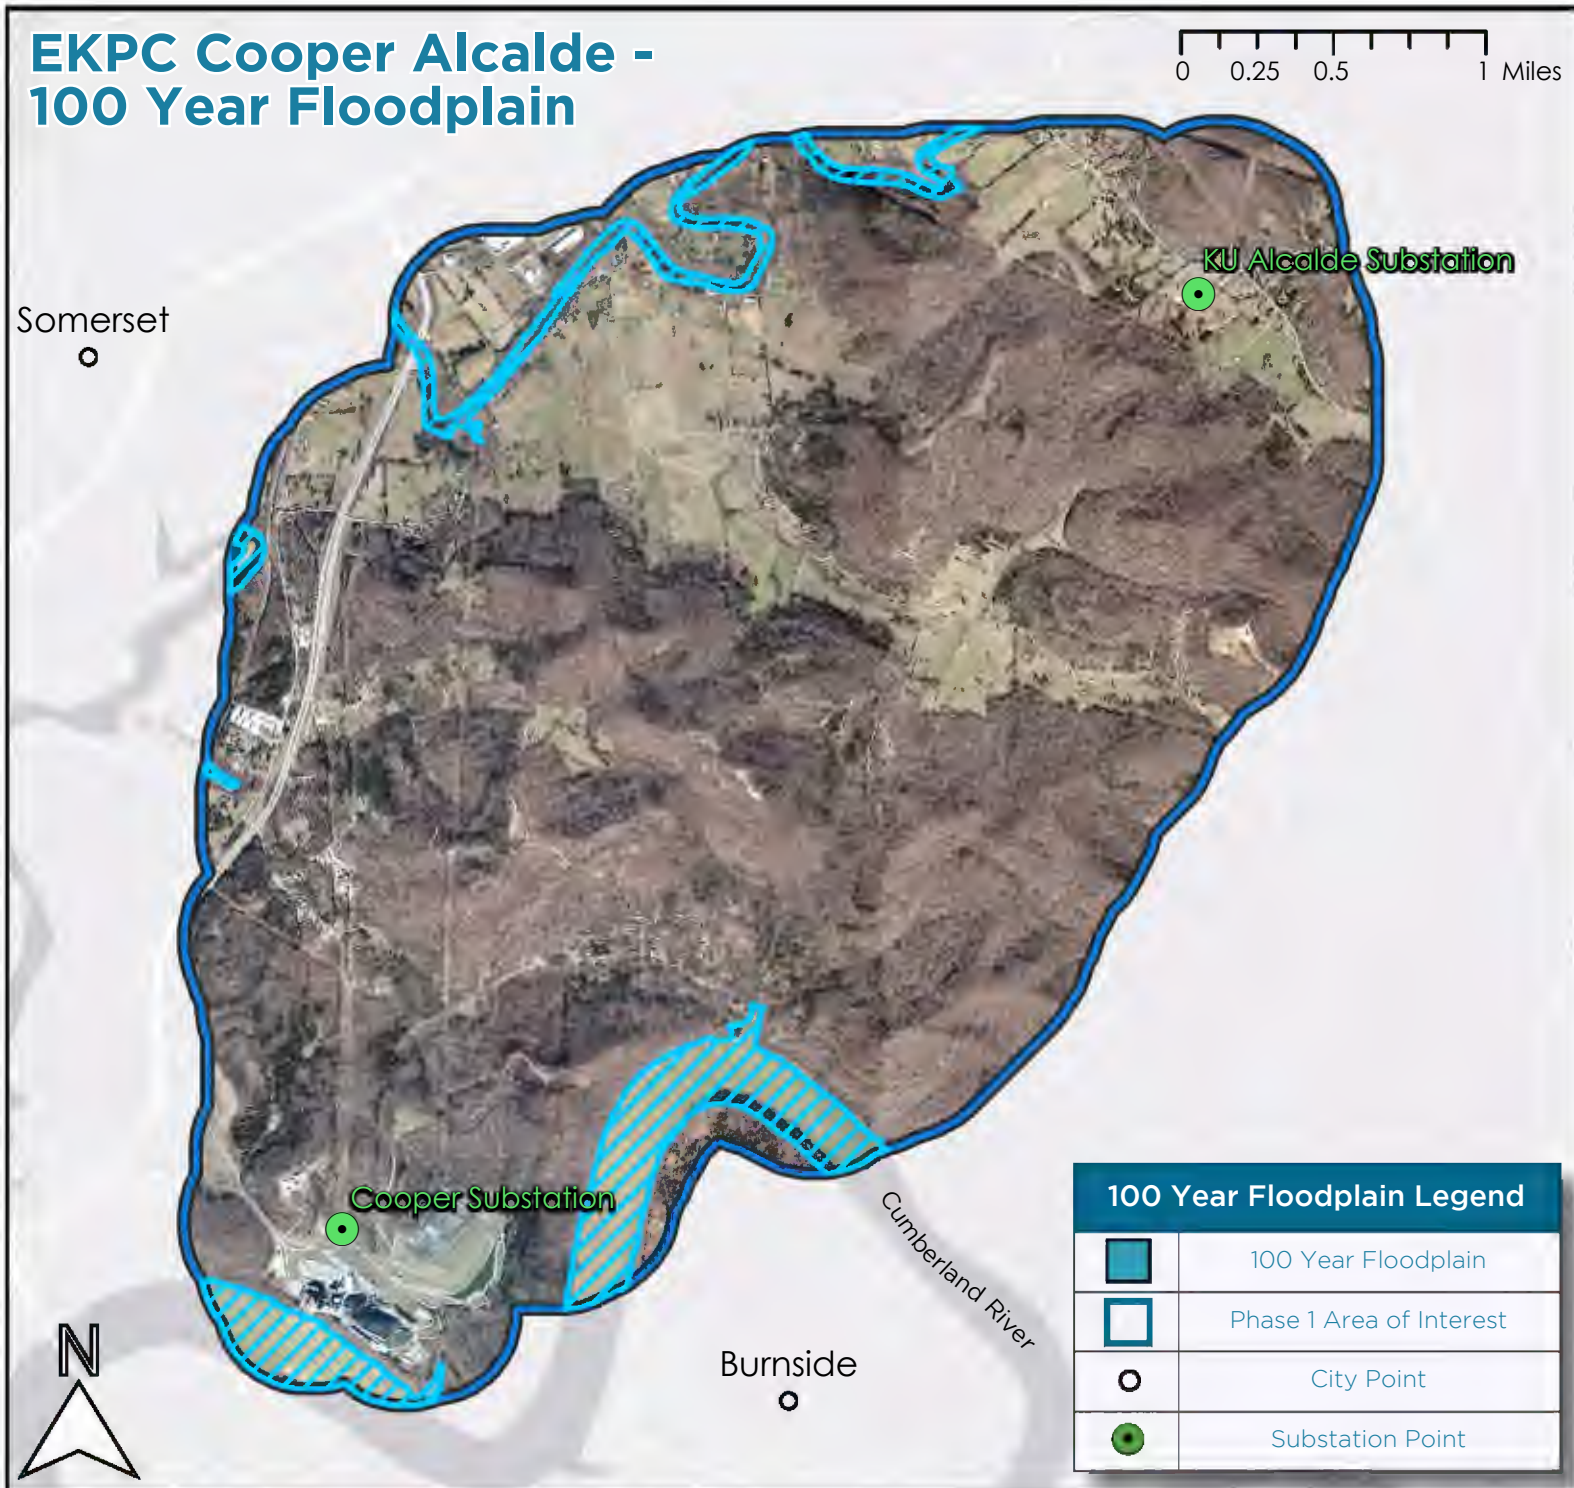 EKPC Cooper Alcalde -
100 Year Floodplain
0 0.25 0.5 1 Miles
KU Alcalde Substation
Somerset
Cooper Substation
Cumberland River
Burnside
N
100 Year Floodplain Legend
100 Year Floodplain
Phase 1 Area of Interest
City Point
Substation Point